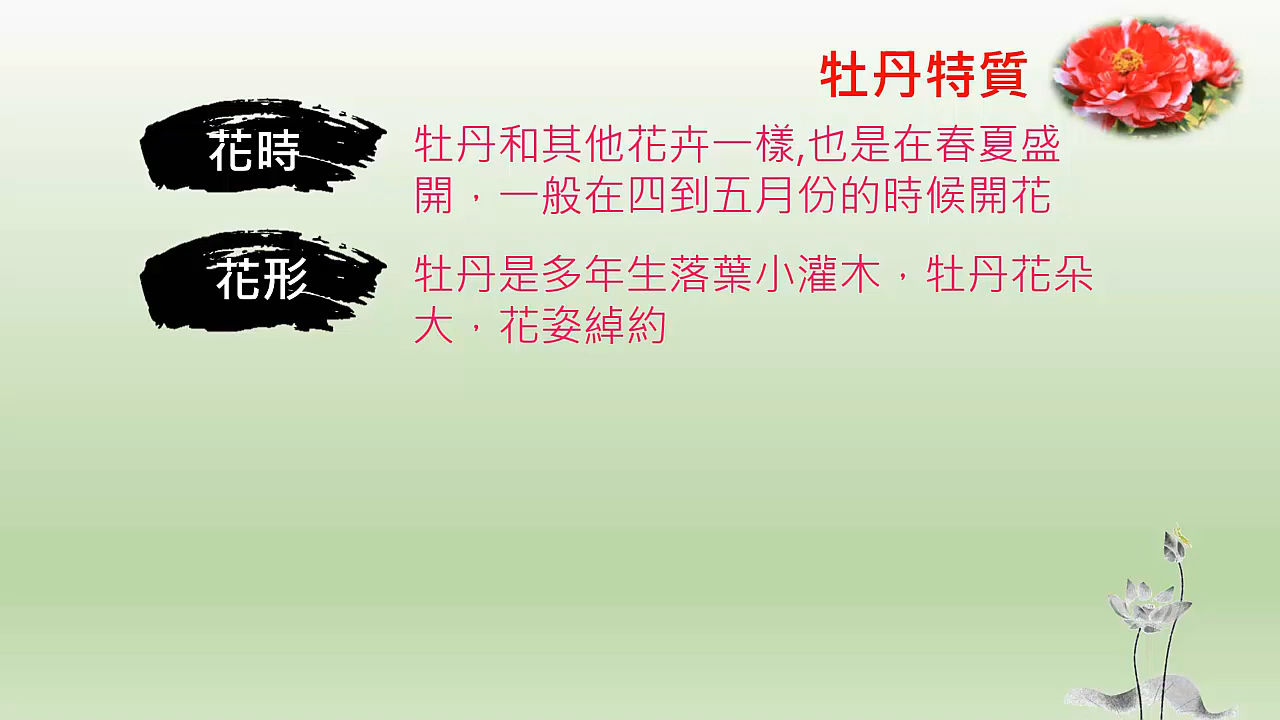 牡丹特質
花時
牡丹和其他花卉一樣,也是在春夏盛
開，一般在四到五月份的時候開花
花形
牡丹是多年生落葉小灌木，牡丹花朵
大，花姿綽約